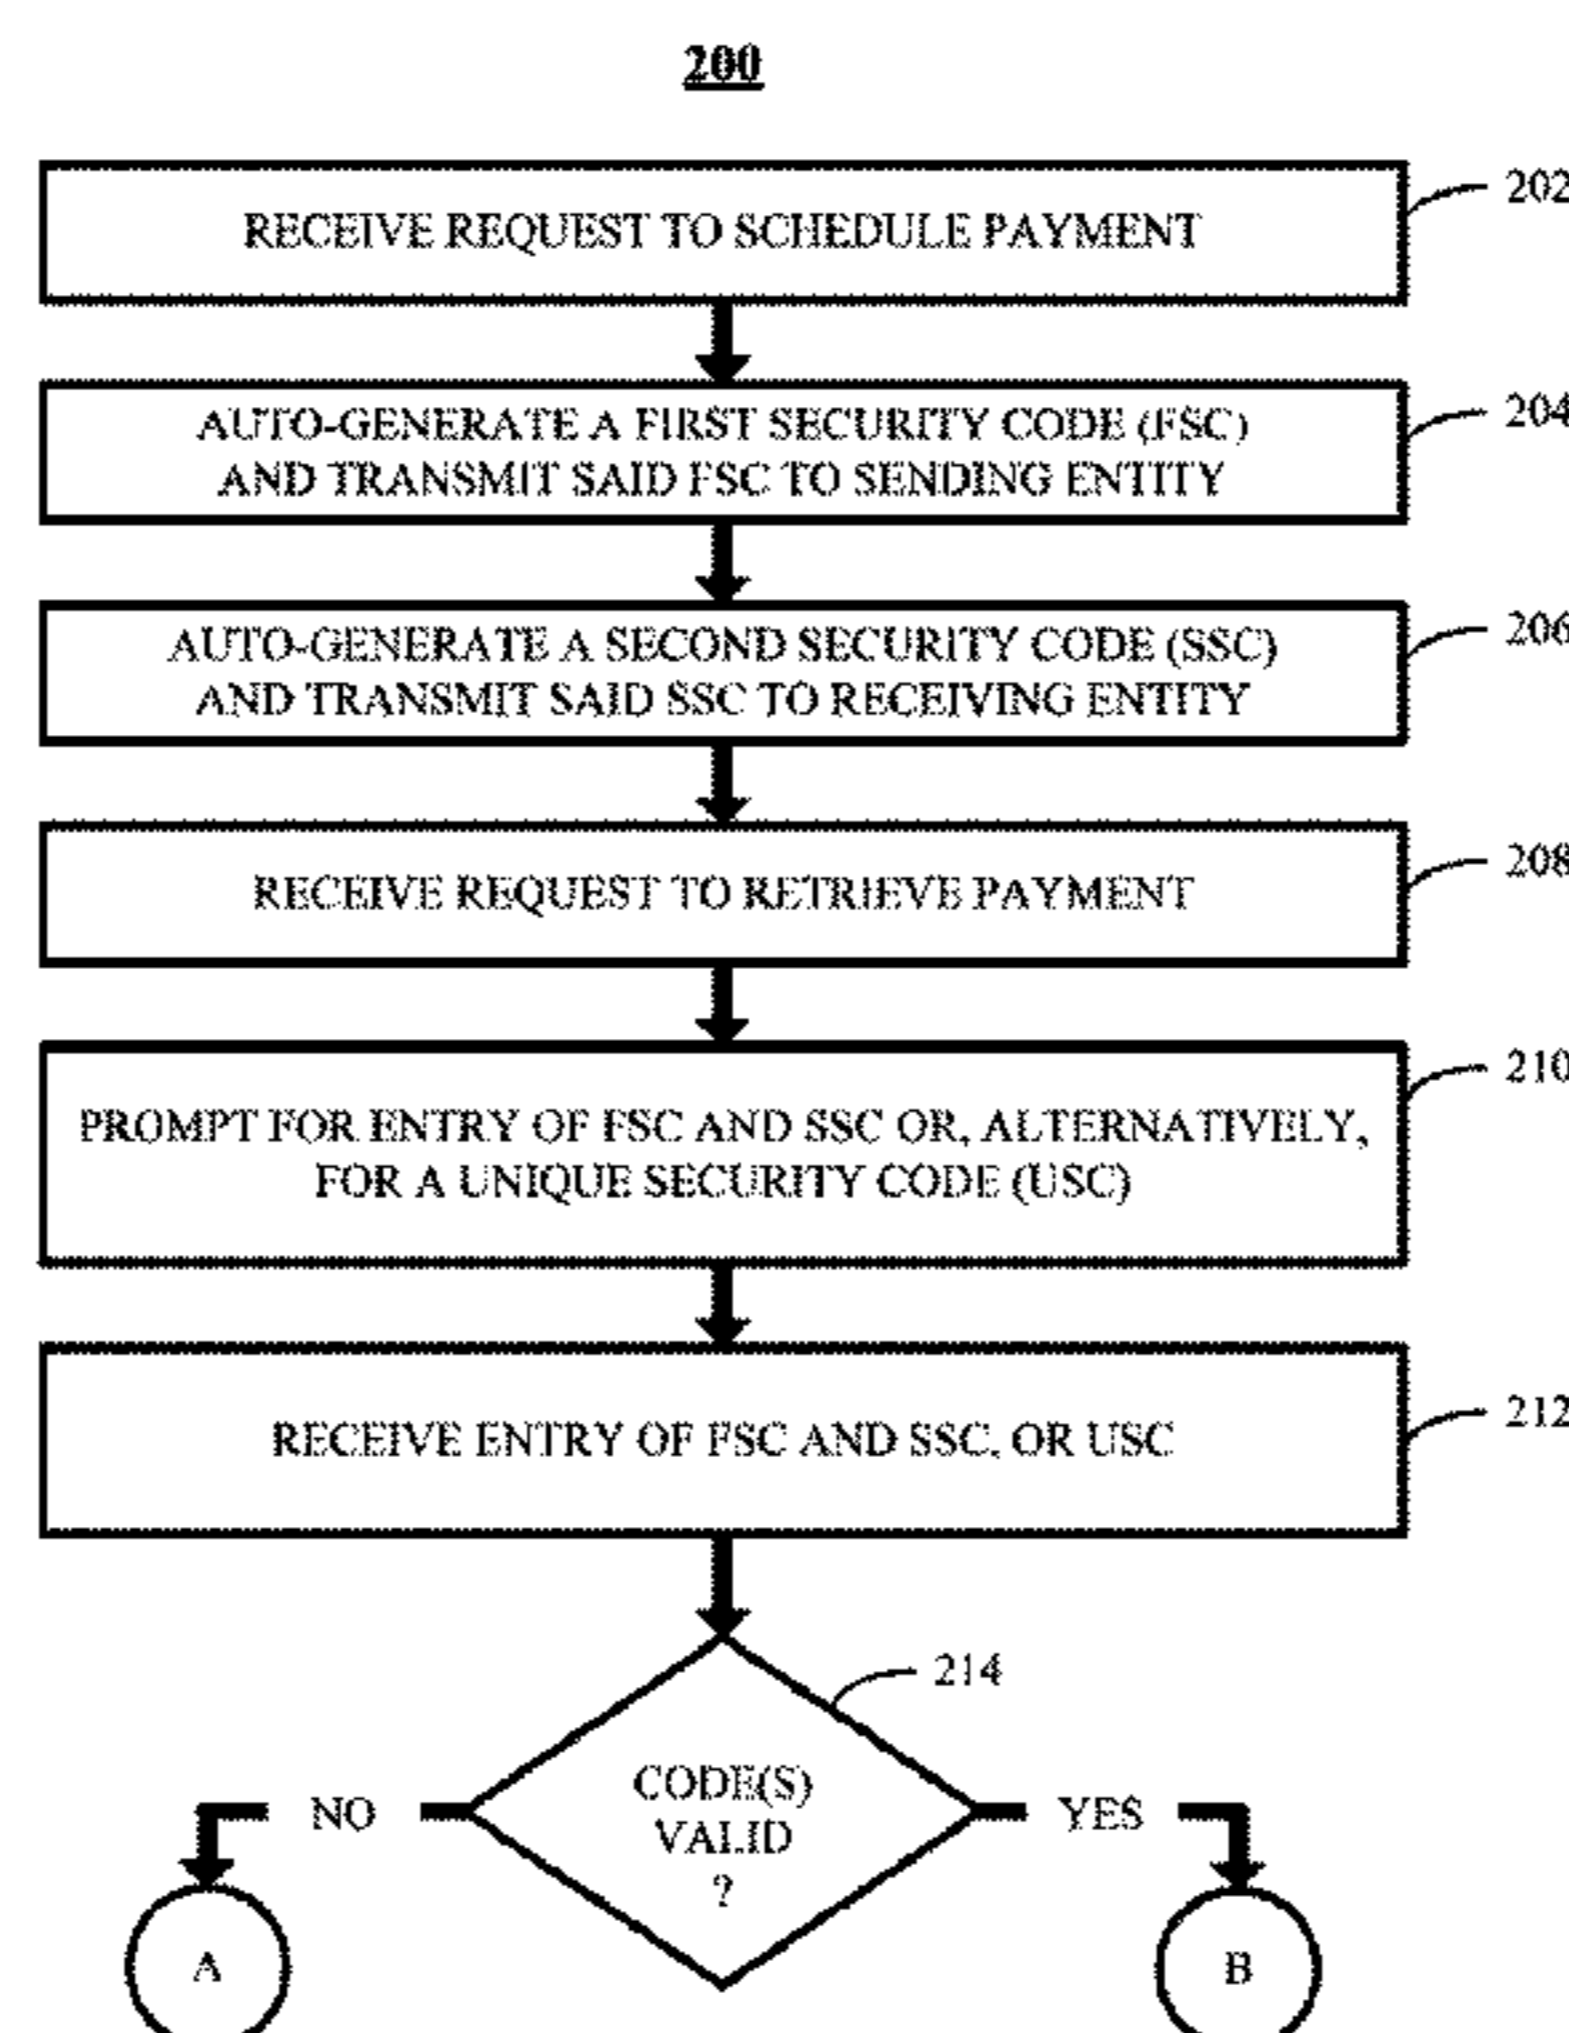 200
RECEIVE REQUEST TO SCHEDULE PAYMENT
202
AUTO-GENERATE A FIRST SECURITY CODE (FSC)
AND TRANSMIT SAID FSC TO SENDING ENTITY
204
AUTO-GENERATE A SECOND SECURITY CODE (SSC)
AND TRANSMIT SAID SSC TO RECEIVING ENTITY
206
RECEIVE REQUEST TO RETRIEVE PAYMENT
208
PROMPT FOR ENTRY OF FSC AND SSC OR, ALTERNATIVELY,
FOR A UNIQUE SECURITY CODE (USC)
210
RECEIVE ENTRY OF FSC AND SSC, OR USC
212
214
CODE(S)
VALID
?
NO
YES
A
B